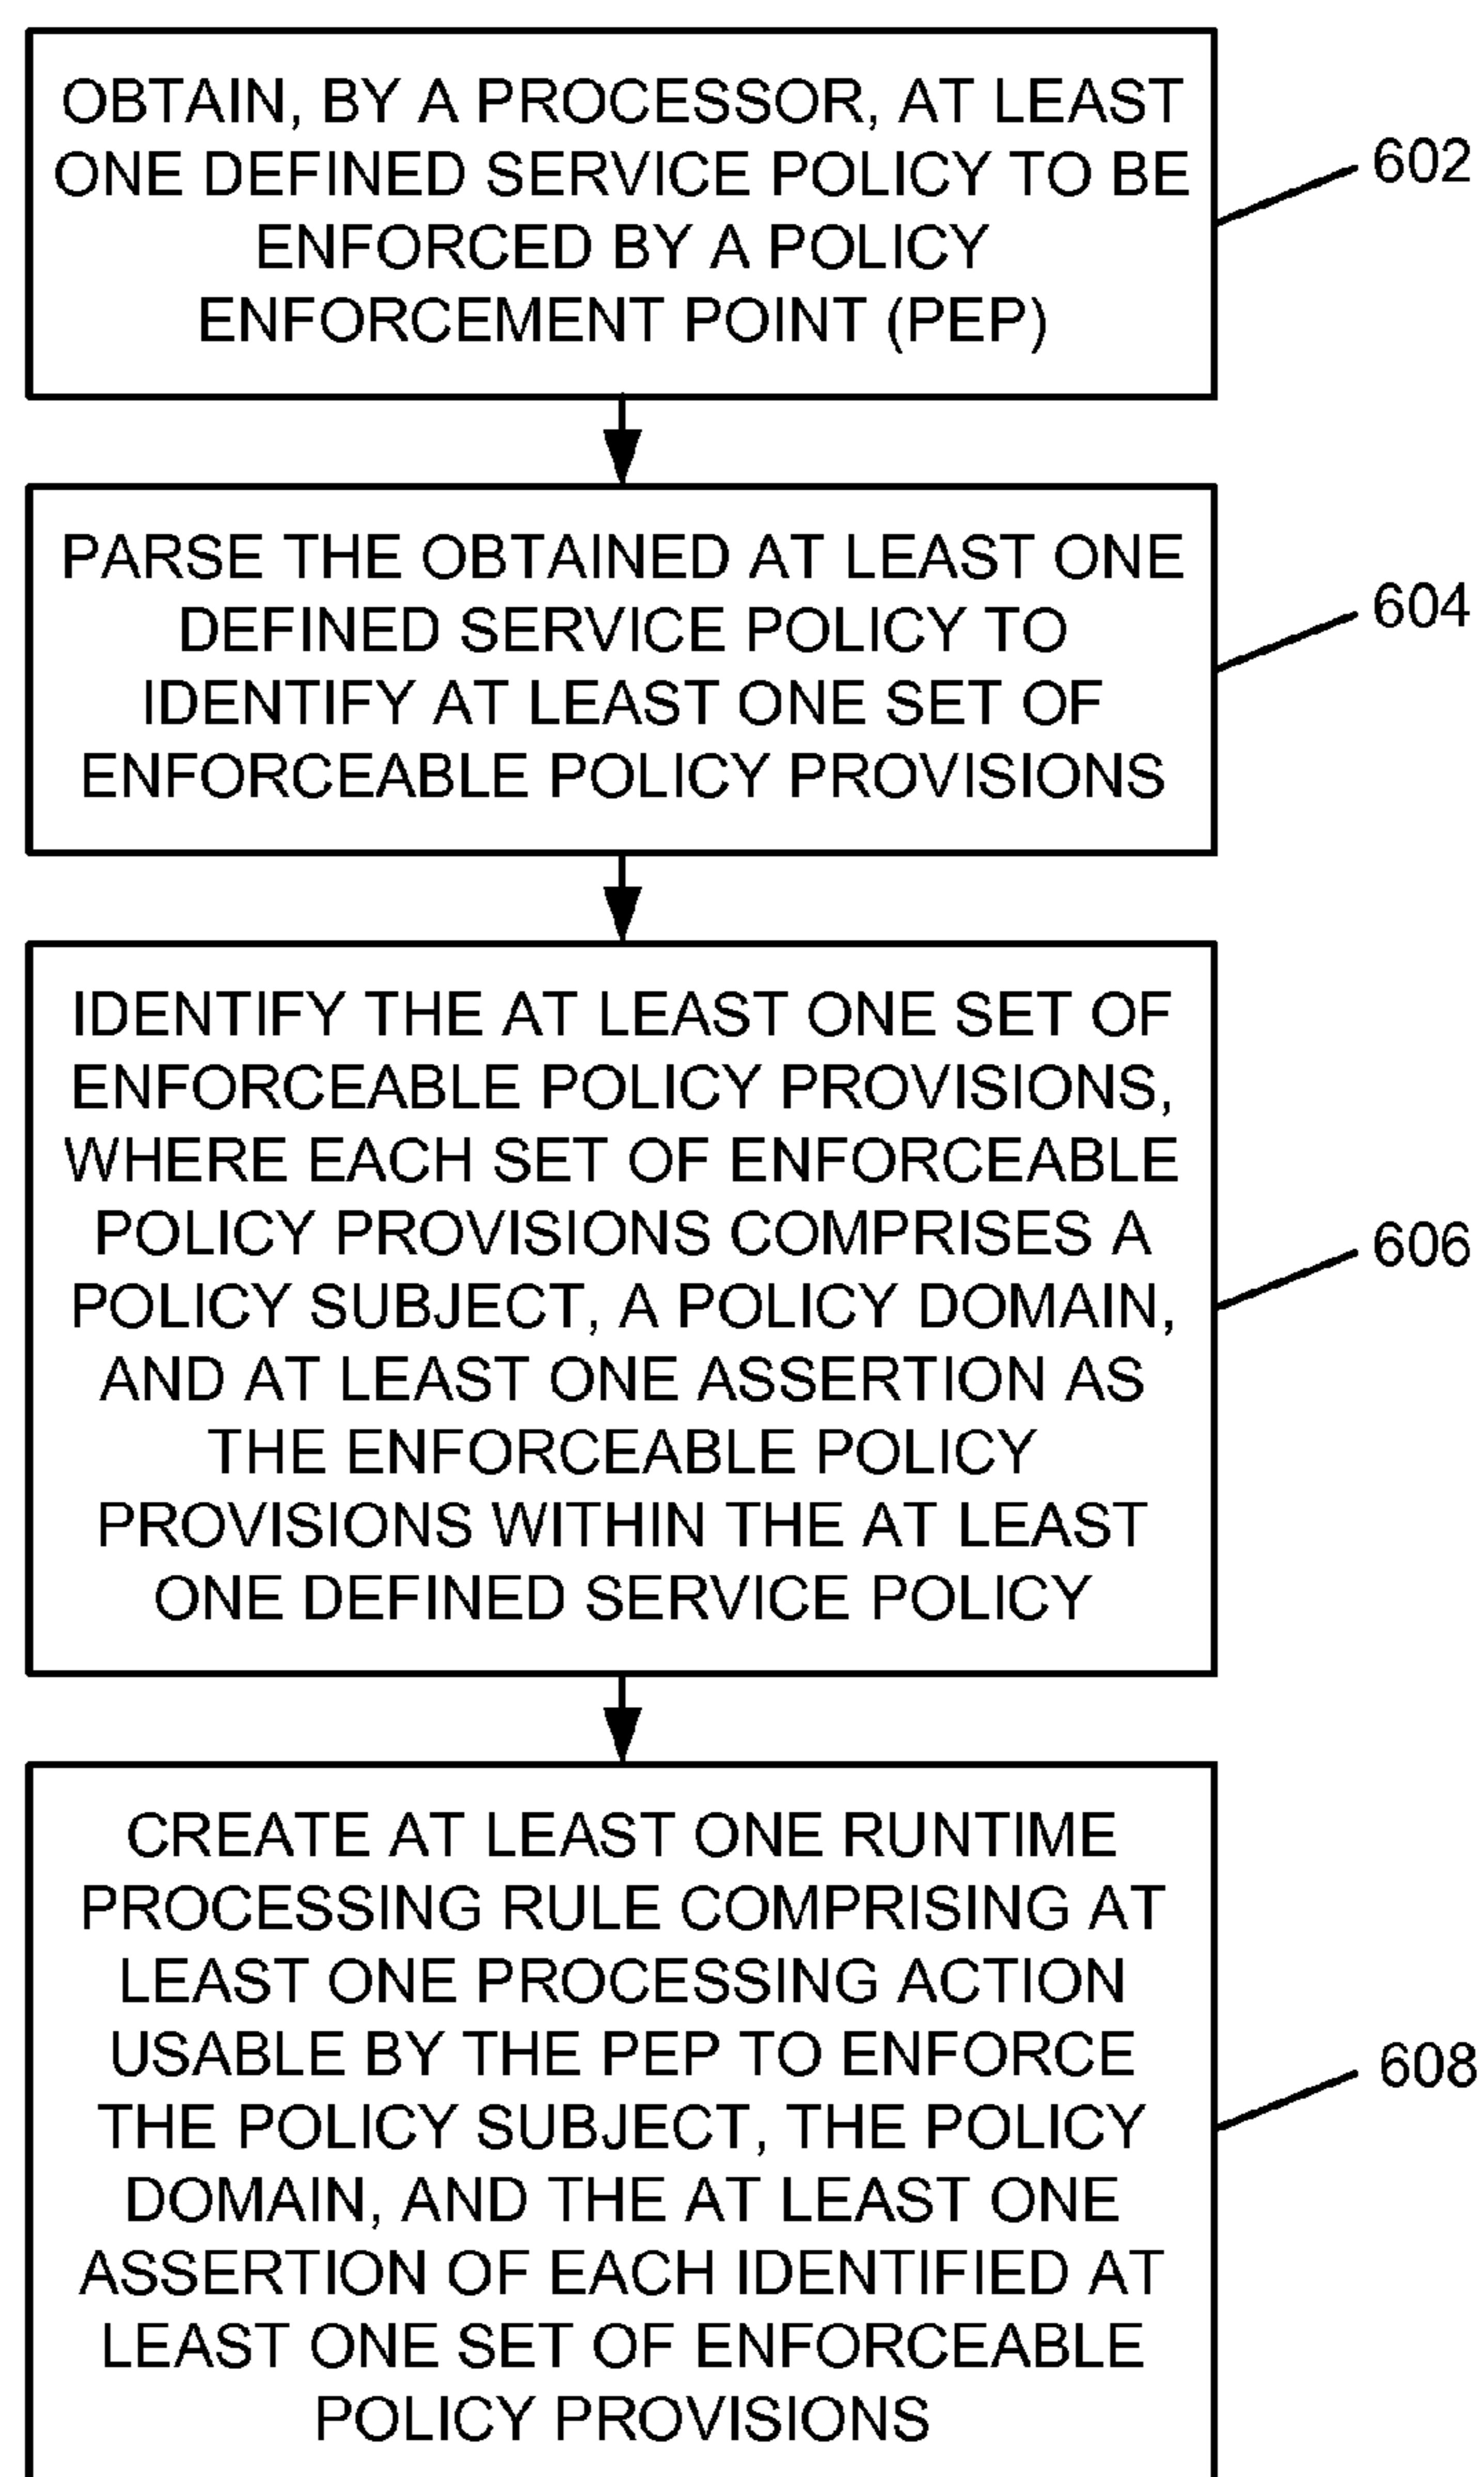 OBTAIN, BY A PROCESSOR, AT LEAST
ONE DEFINED SERVICE POLICY TO BE
ENFORCED BY A POLICY
ENFORCEMENT POINT (PEP)
602
PARSE THE OBTAINED AT LEAST ONE
DEFINED SERVICE POLICY TO
IDENTIFY AT LEAST ONE SET OF
ENFORCEABLE POLICY PROVISIONS
604
IDENTIFY THE AT LEAST ONE SET OF
ENFORCEABLE POLICY PROVISIONS,
WHERE EACH SET OF ENFORCEABLE
POLICY PROVISIONS COMPRISES A
POLICY SUBJECT, A POLICY DOMAIN,
AND AT LEAST ONE ASSERTION AS
THE ENFORCEABLE POLICY
PROVISIONS WITHIN THE AT LEAST
ONE DEFINED SERVICE POLICY
606
CREATE AT LEAST ONE RUNTIME
PROCESSING RULE COMPRISING AT
LEAST ONE PROCESSING ACTION
USABLE BY THE PEP TO ENFORCE
THE POLICY SUBJECT, THE POLICY
DOMAIN, AND THE AT LEAST ONE
ASSERTION OF EACH IDENTIFIED AT
LEAST ONE SET OF ENFORCEABLE
POLICY PROVISIONS
608